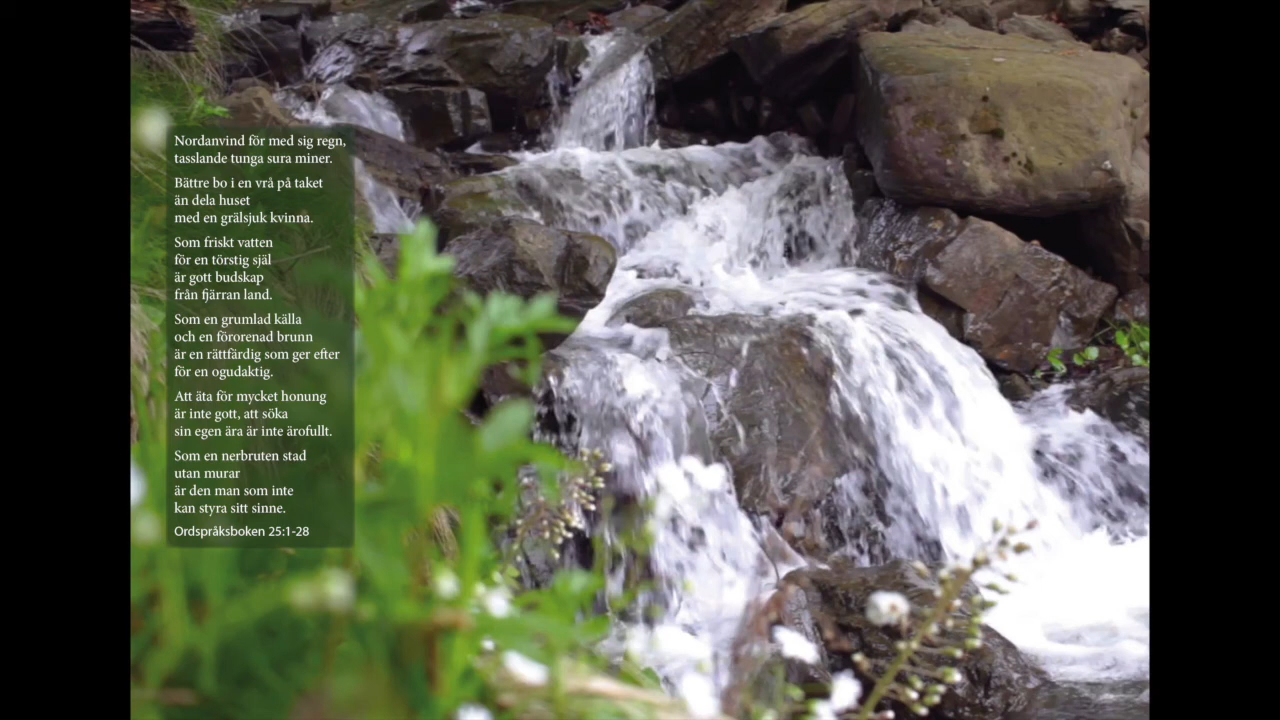 Nordanvind för med sig regn,
tasslande tunga sura miner.
Bättre bo i en vrå på taket
än dela huset
med en grälsjuk kvinna.
Som friskt vatten
för en törstig själ
är gott budskap
från fjärran land.
Som en grumlad källa
och en förorenad brunn
är en rättfärdig som ger efter
för en ogudaktig.
Att äta för mycket honung
är inte gott, att söka
sin egen ära är inte ärofullt.
Som en nerbruten stad
utan murar
är den man som inte
kan styra sitt sinne.
Ordspråksboken 25:1-28